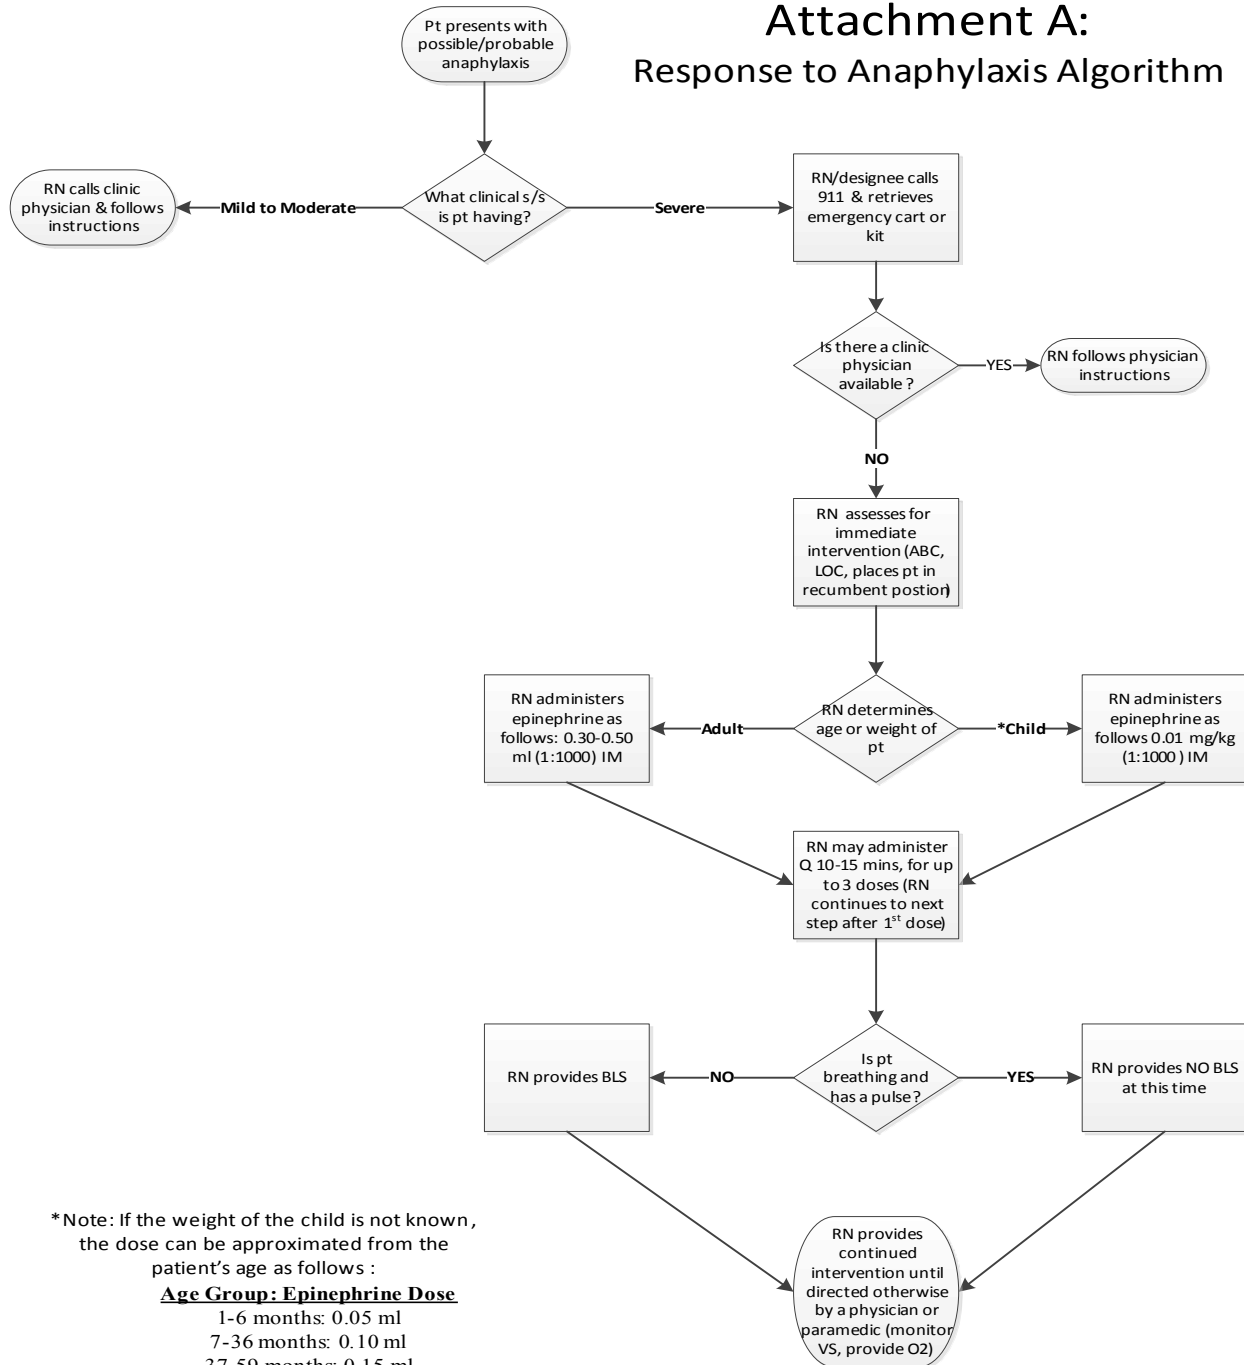 Attachment A:
Response to Anaphylaxis Algorithm
Pt presents with
possible/probable
anaphylaxis
What clinical s/s
is pt having?
Mild to Moderate
RN calls clinic
physician & follows
instructions
Severe
RN/designee calls
911 & retrieves
emergency cart or
kit
Is there a clinic
physician
available ?
YES
RN follows physician
instructions
NO
RN assesses for
immediate
intervention (ABC,
LOC, places pt in
recumbent postion)
RN determines
age or weight of
pt
Adult
RN administers
epinephrine as
follows: 0.30-0.50
ml (1:1000) IM
*Child
RN administers
epinephrine as
follows 0.01 mg/kg
(1:1000 ) IM
RN may administer
Q 10-15 mins, for up
to 3 doses (RN
continues to next
step after 1st dose)
Is pt
breathing and
has a pulse?
NO
RN provides BLS
YES
RN provides NO BLS
at this time
RN provides
continued
intervention until
directed otherwise
by a physician or
paramedic (monitor
VS, provide O2)
*Note: If the weight of the child is not known ,
the dose can be approximated from the
patient's age as follows :
Age Group: Epinephrine Dose
1-6 months: 0.05 ml
7-36 months: 0.10 ml
37-59 months: 0.15 ml